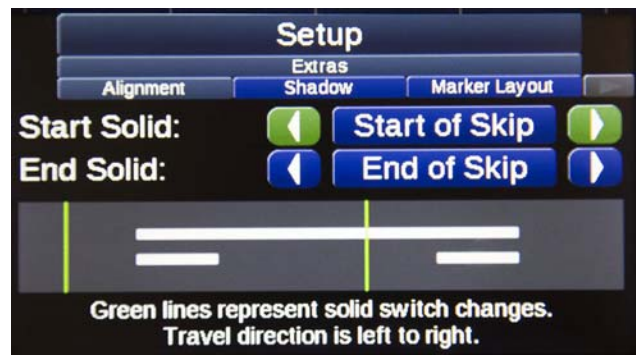 Setup
Extras
Alignment Shadow Marker Layout
Start Solid: Start of Skip
End Solid: End of Skip
Green lines represent solid switch changes.
Travel direction is left to right.